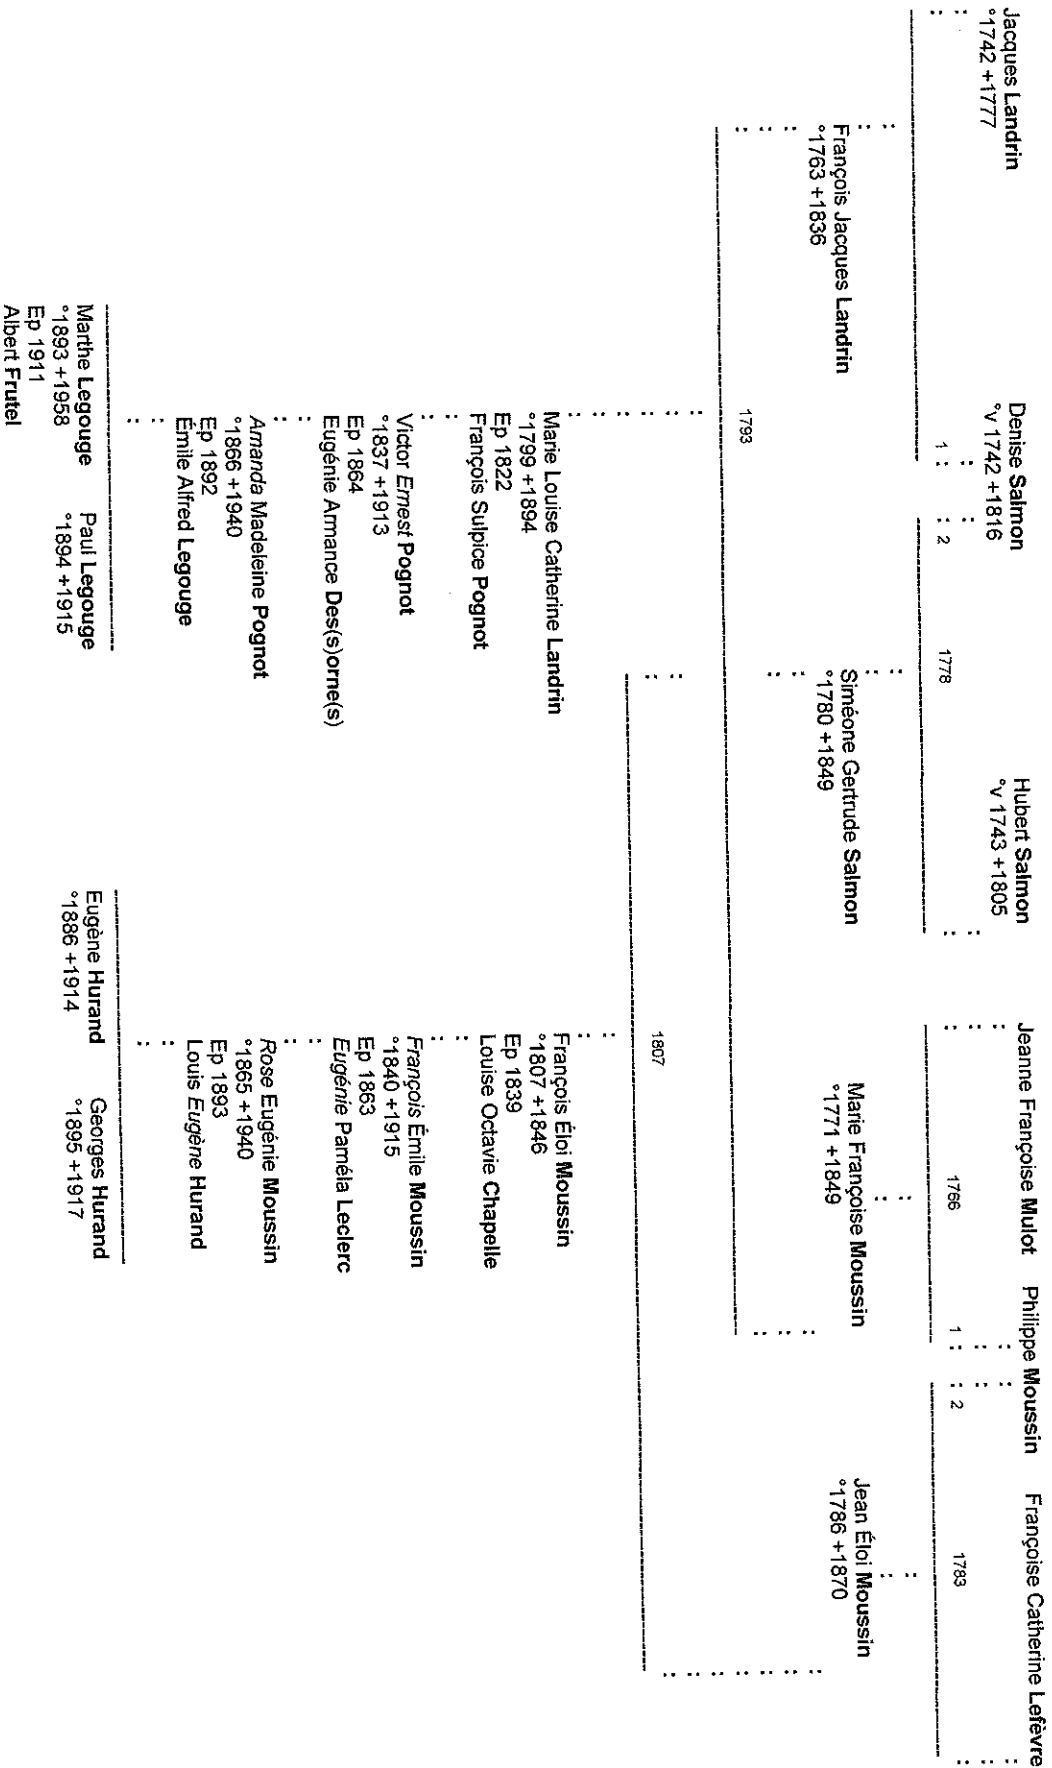 Jacques Landrin
°1742 +1777
Denise Salmon
°v 1742 +1816
Hubert Salmon
°v 1743 +1805
Jeanne Françoise Mulot
Philippe Moussin
Françoise Catherine Lefèvre
1
2
1778
1766
1
2
1783
François Jacques Landrin
°1763 +1836
Siméone Gertrude Salmon
°1780 +1849
Marie Françoise Moussin
°1771 +1849
Jean Éloi Moussin
°1786 +1870
1793
1807
Marie Louise Catherine Landrin
°1799 +1894
Ep 1822
François Sulpice Pognot
François Éloi Moussin
°1807 +1846
Ep 1839
Louise Octavie Chapelle
Victor Ernest Pognot
°1837 +1913
Ep 1864
Eugénie Armance Des(s)orne(s)
François Émile Moussin
°1840 +1915
Ep 1863
Eugénie Paméla Leclerc
Amanda Madeleine Pognot
°1866 +1940
Ep 1892
Émile Alfred Legouge
Rose Eugénie Moussin
°1865 +1940
Ep 1893
Louis Eugène Hurand
Marthe Legouge
°1893 +1958
Ep 1911
Albert Frutel
Paul Legouge
°1894 +1915
Eugène Hurand
°1886 +1914
Georges Hurand
°1895 +1917